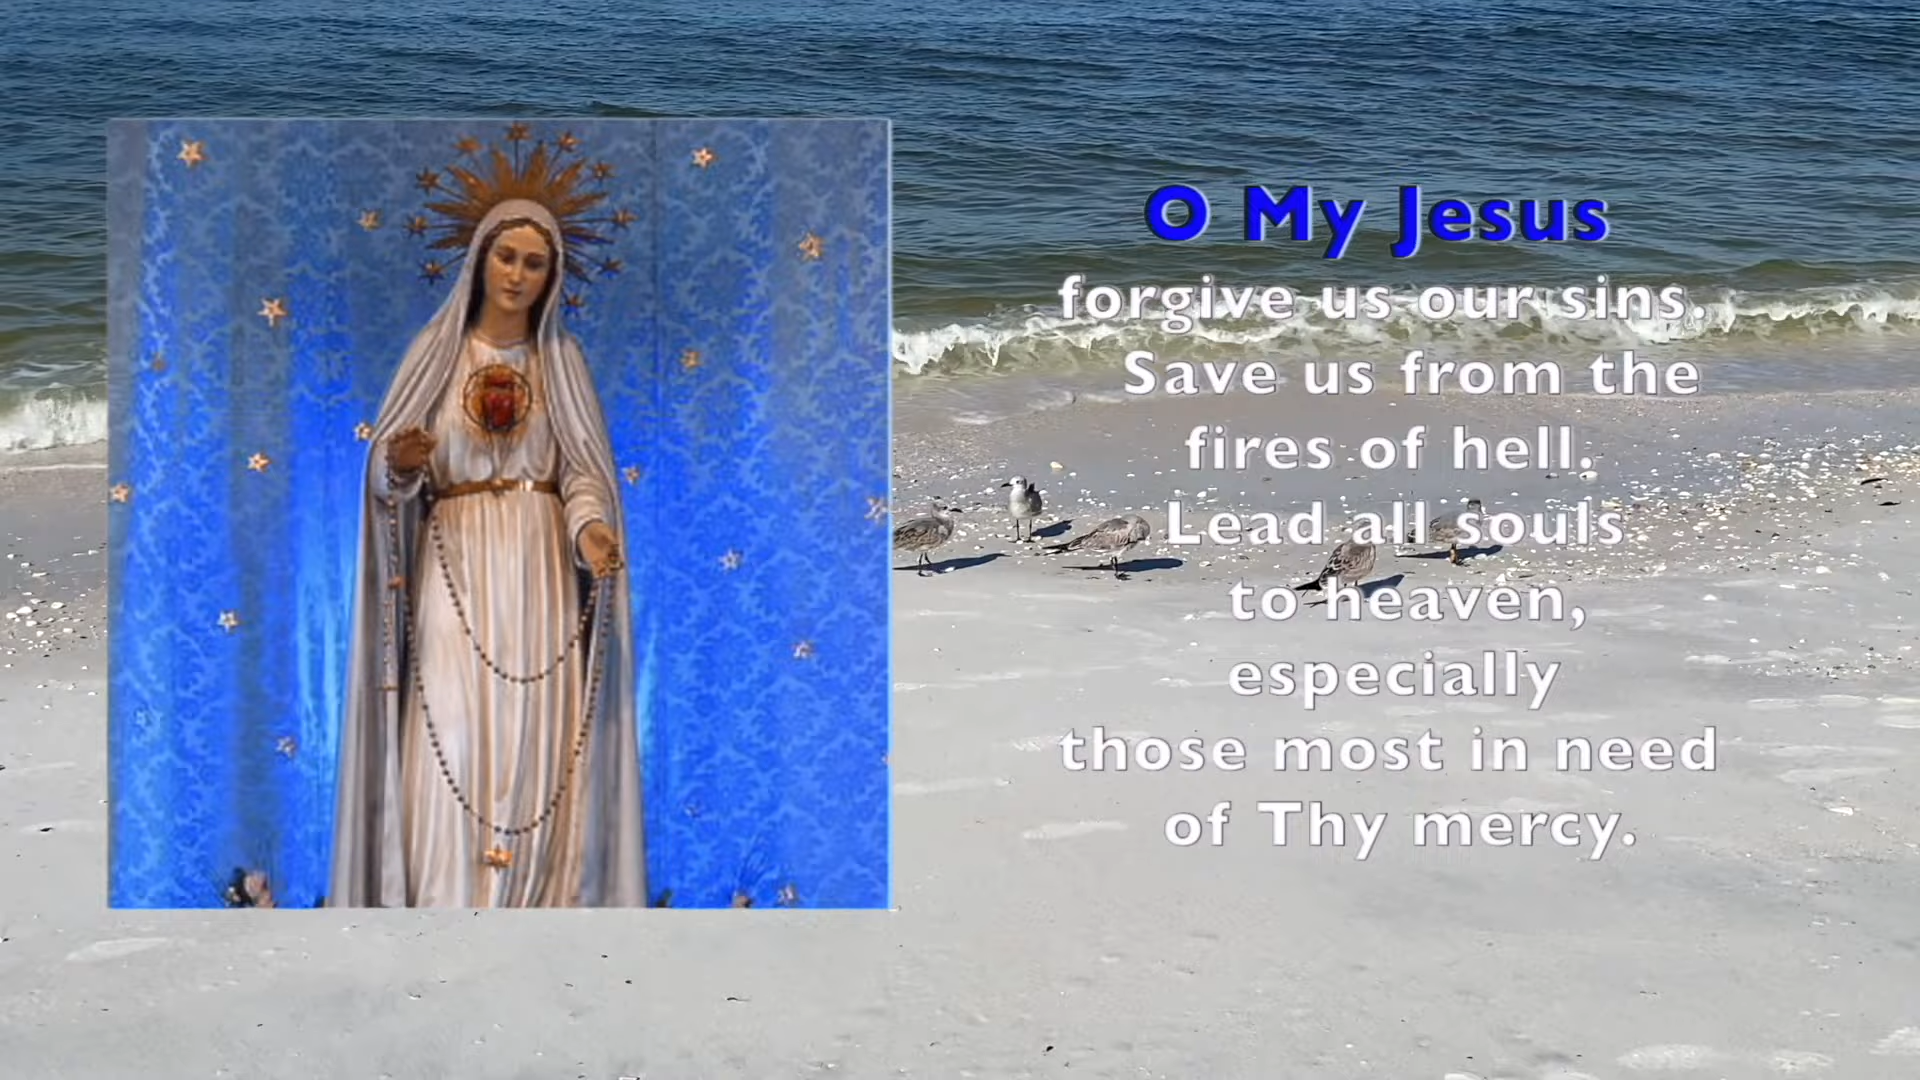 O My Jesus
forgive us our sins.
Save us from the
fires of hell.
Lead all souls
to heaven,
especially
those most in need
of Thy mercy.